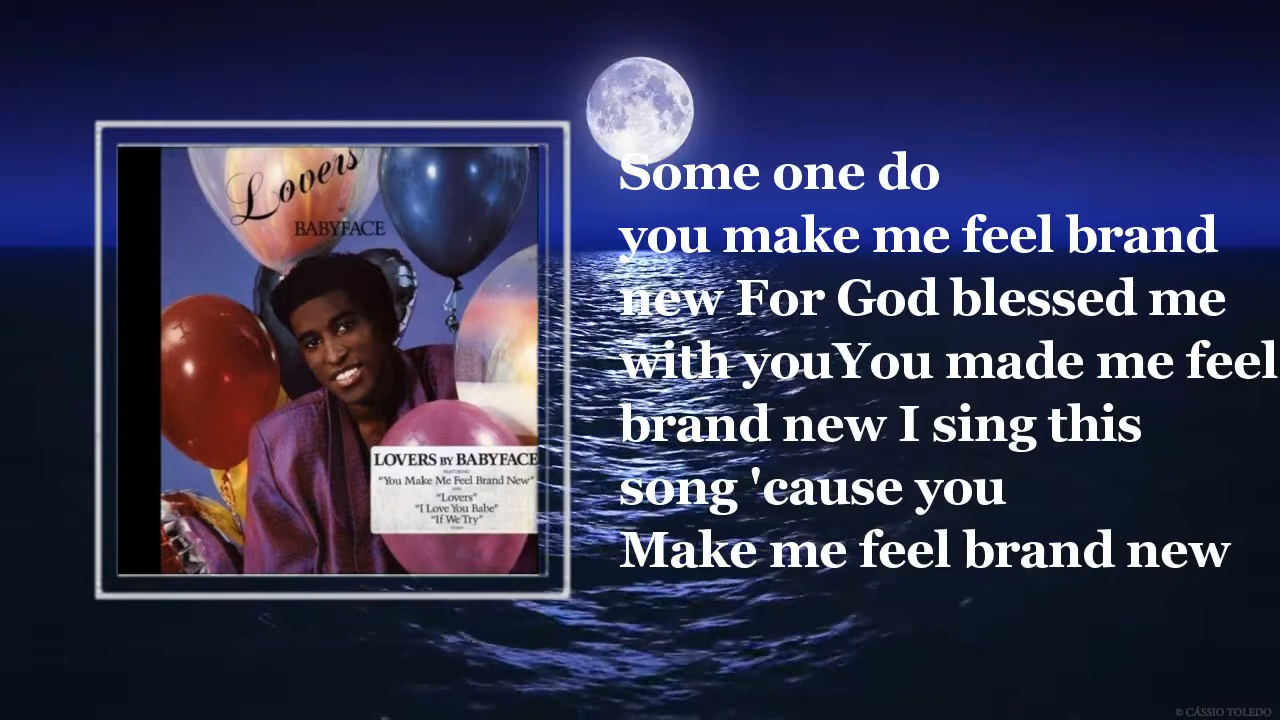 Lovers
BABYFACE
LOVERS BY BABYFACE
FEATURING
"You Make Me Feel Brand New"
"Lovers"
"I Love You Babe"
"If We Try"
Some one do
you make me feel brand
new For God blessed me
with youYou made me feel
brand new I sing this
song 'cause you
Make me feel brand new
© CÁSSIO TOLEDO